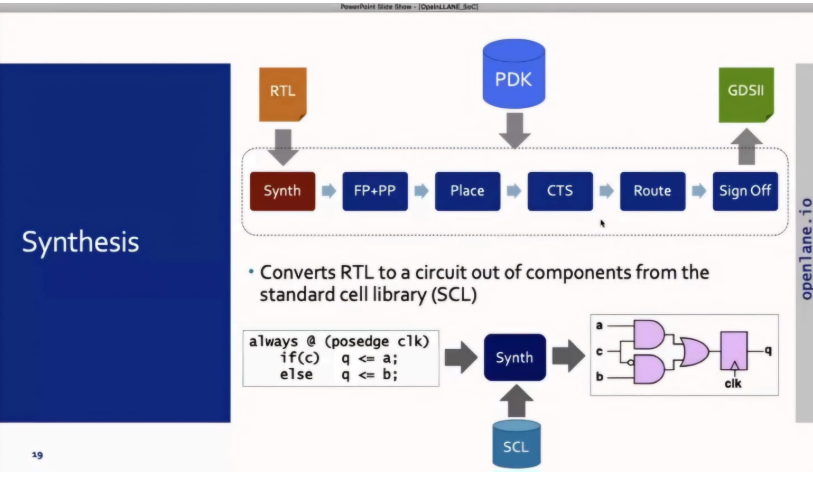 PowerPoint Slide Show - [OpeInLLANE_SoC]
RTL
PDK
GDSII
Synth
FP+PP
Place
CTS
Route
Sign Off
Synthesis
• Converts RTL to a circuit out of components from the
standard cell library (SCL)
always @ (posedge clk)
if(c) q <= a;
else q <= b;
Synth
SCL
a
c
b
q
clk
openlane.io
19